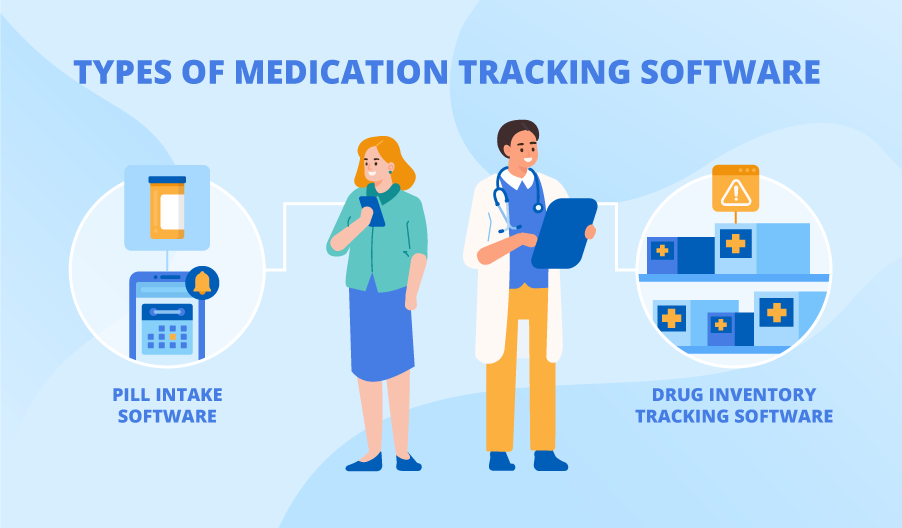 TYPES OF MEDICATION TRACKING SOFTWARE
PILL INTAKE
SOFTWARE
DRUG INVENTORY
TRACKING SOFTWARE